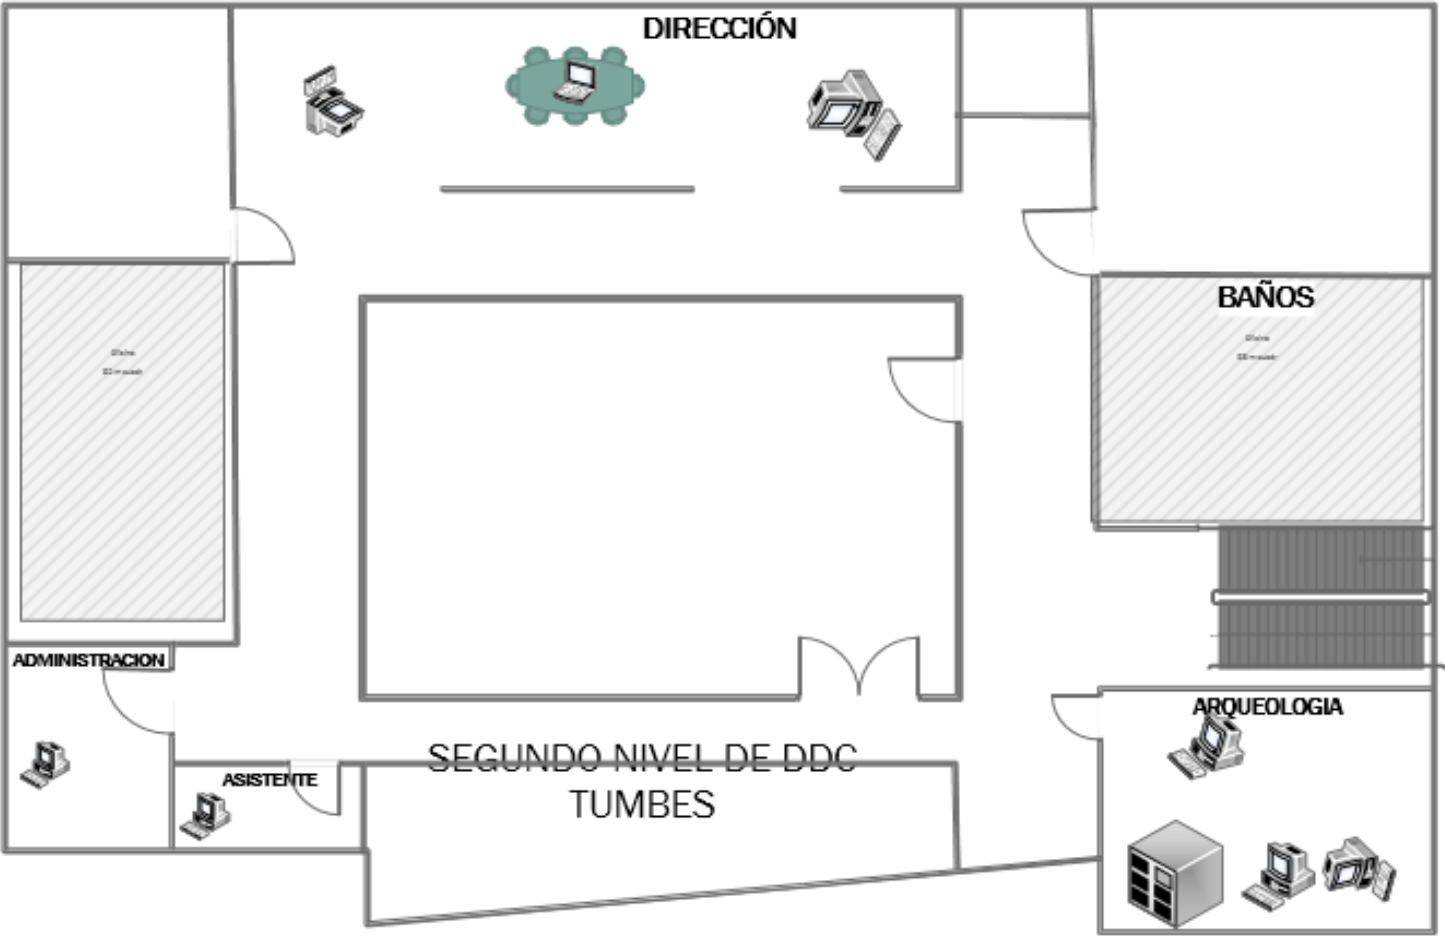 DIRECCIÓN
BAÑOS
ADMINISTRACION
ARQUEOLOGIA
SEGUNDO NIVEL DE DDC
TUMBES
ASISTENTE